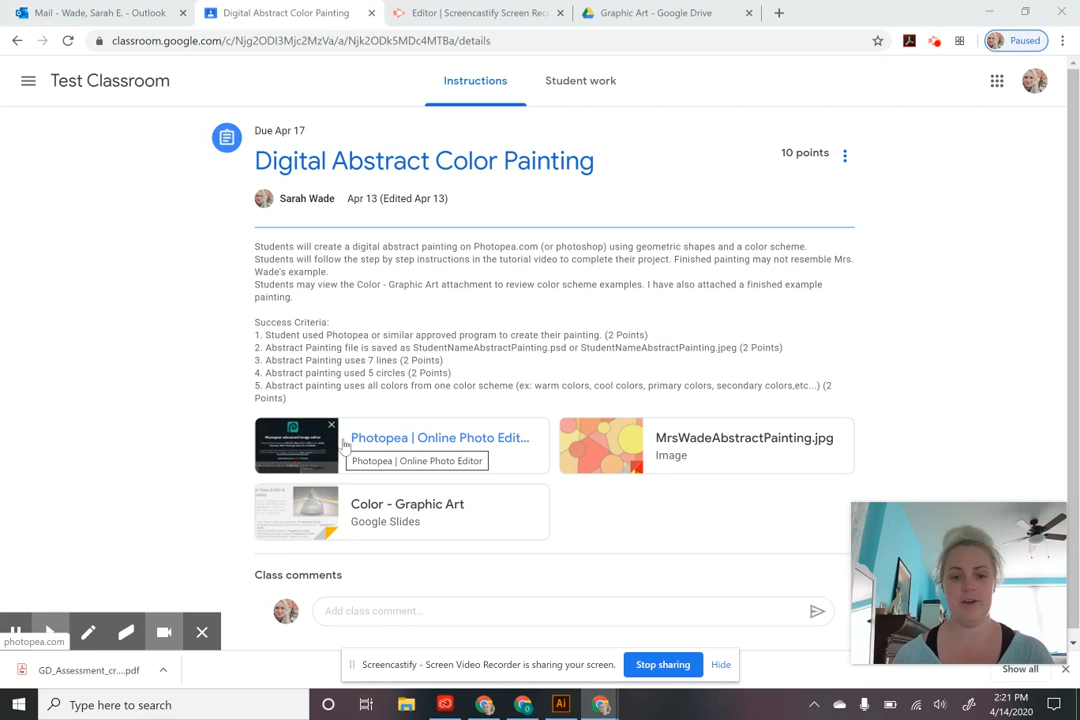 Mail - Wade, Sarah E. - Outlook
Digital Abstract Color Painting
Editor | Screencastify Screen Rec
Graphic Art - Google Drive
classroom.google.com/c/Njg2ODI3Mjc2MzVa/a/Njk2ODk5MDc4MTBa/details
Paused
Test Classroom
Instructions
Student work
Due Apr 17
Digital Abstract Color Painting
10 points
Sarah Wade Apr 13 (Edited Apr 13)
Students will create a digital abstract painting on Photopea.com (or photoshop) using geometric shapes and a color scheme.
Students will follow the step by step instructions in the tutorial video to complete their project. Finished painting may not resemble Mrs.
Wade's example.
Students may view the Color - Graphic Art attachment to review color scheme examples. I have also attached a finished example
painting.
Success Criteria:
1. Student used Photopea or similar approved program to create their painting. (2 Points)
2. Abstract Painting file is saved as StudentNameAbstractPainting.psd or StudentNameAbstractPainting.jpeg (2 Points)
3. Abstract Painting uses 7 lines (2 Points)
4. Abstract painting used 5 circles (2 Points)
5. Abstract painting uses all colors from one color scheme (ex: warm colors, cool colors, primary colors, secondary colors,etc...) (2
Points)
Photopea | Online Photo Edit...
Photopea | Online Photo Editor
MrsWadeAbstractPainting.jpg
Image
Color - Graphic Art
Google Slides
Class comments
Add class comment...
photopea.com
GD_Assessment_cr....pdf
Screencastify - Screen Video Recorder is sharing your screen.
Stop sharing
Hide
Show all
Type here to search
Ai
2:21 PM
4/14/2020